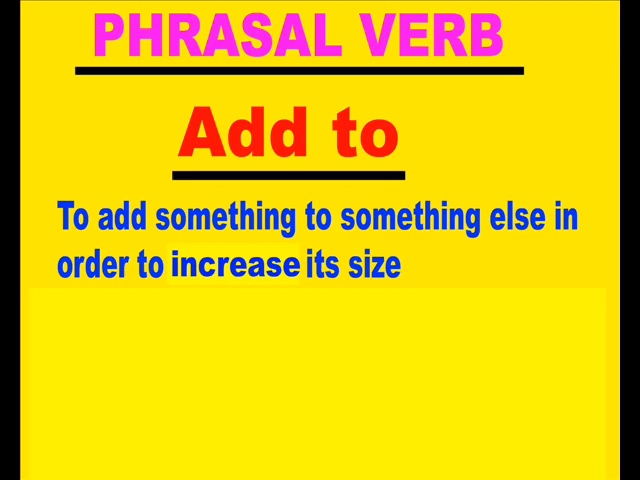 PHRASAL VERB
Add to
To add something to something else in
order to increase its size